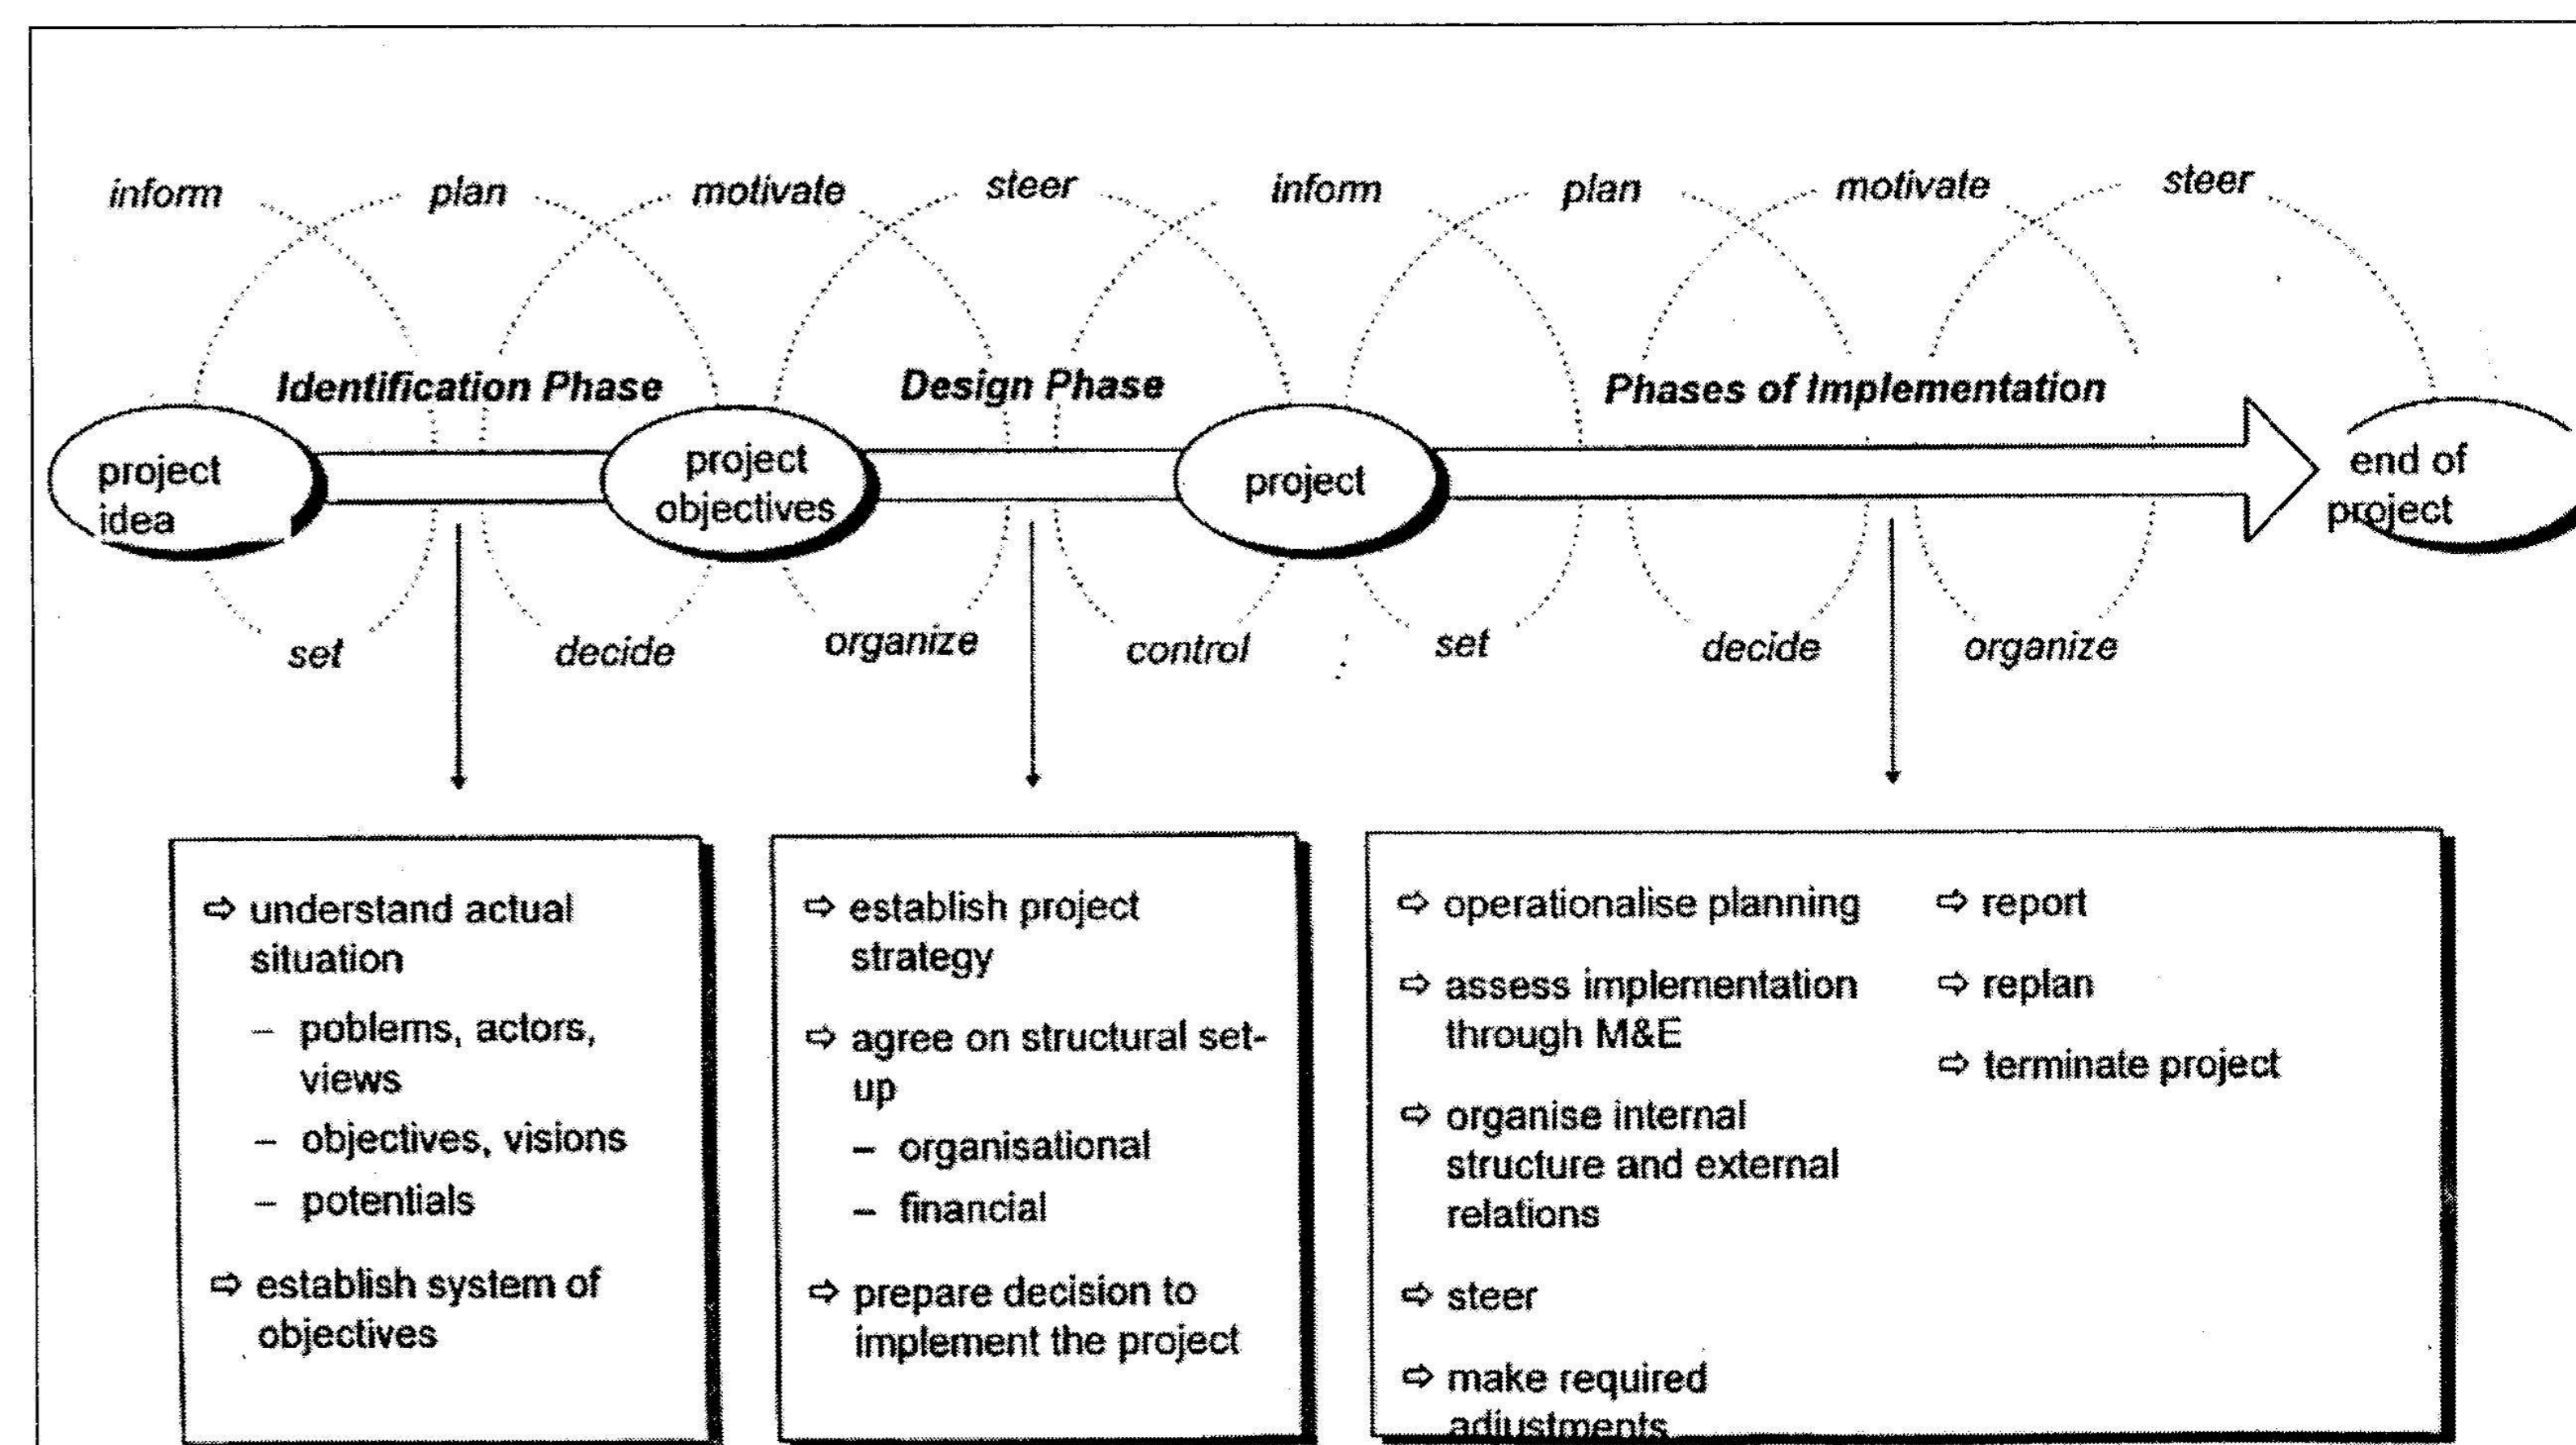 inform plan motivate steer inform plan motivate steer
Identification Phase Design Phase Phases of Implementation
project
idea
project
objectives
project
end of
project
set decide organize control set decide organize
⇨ understand actual
situation
– poblems, actors,
views
– objectives, visions
– potentials
⇨ establish system of
objectives
⇨ establish project
strategy
⇨ agree on structural set-
up
– organisational
– financial
⇨ prepare decision to
implement the project
⇨ operationalise planning
⇨ assess implementation
through M&E
⇨ organise internal
structure and external
relations
⇨ steer
⇨ make required
adjustments
⇨ report
⇨ replan
⇨ terminate project